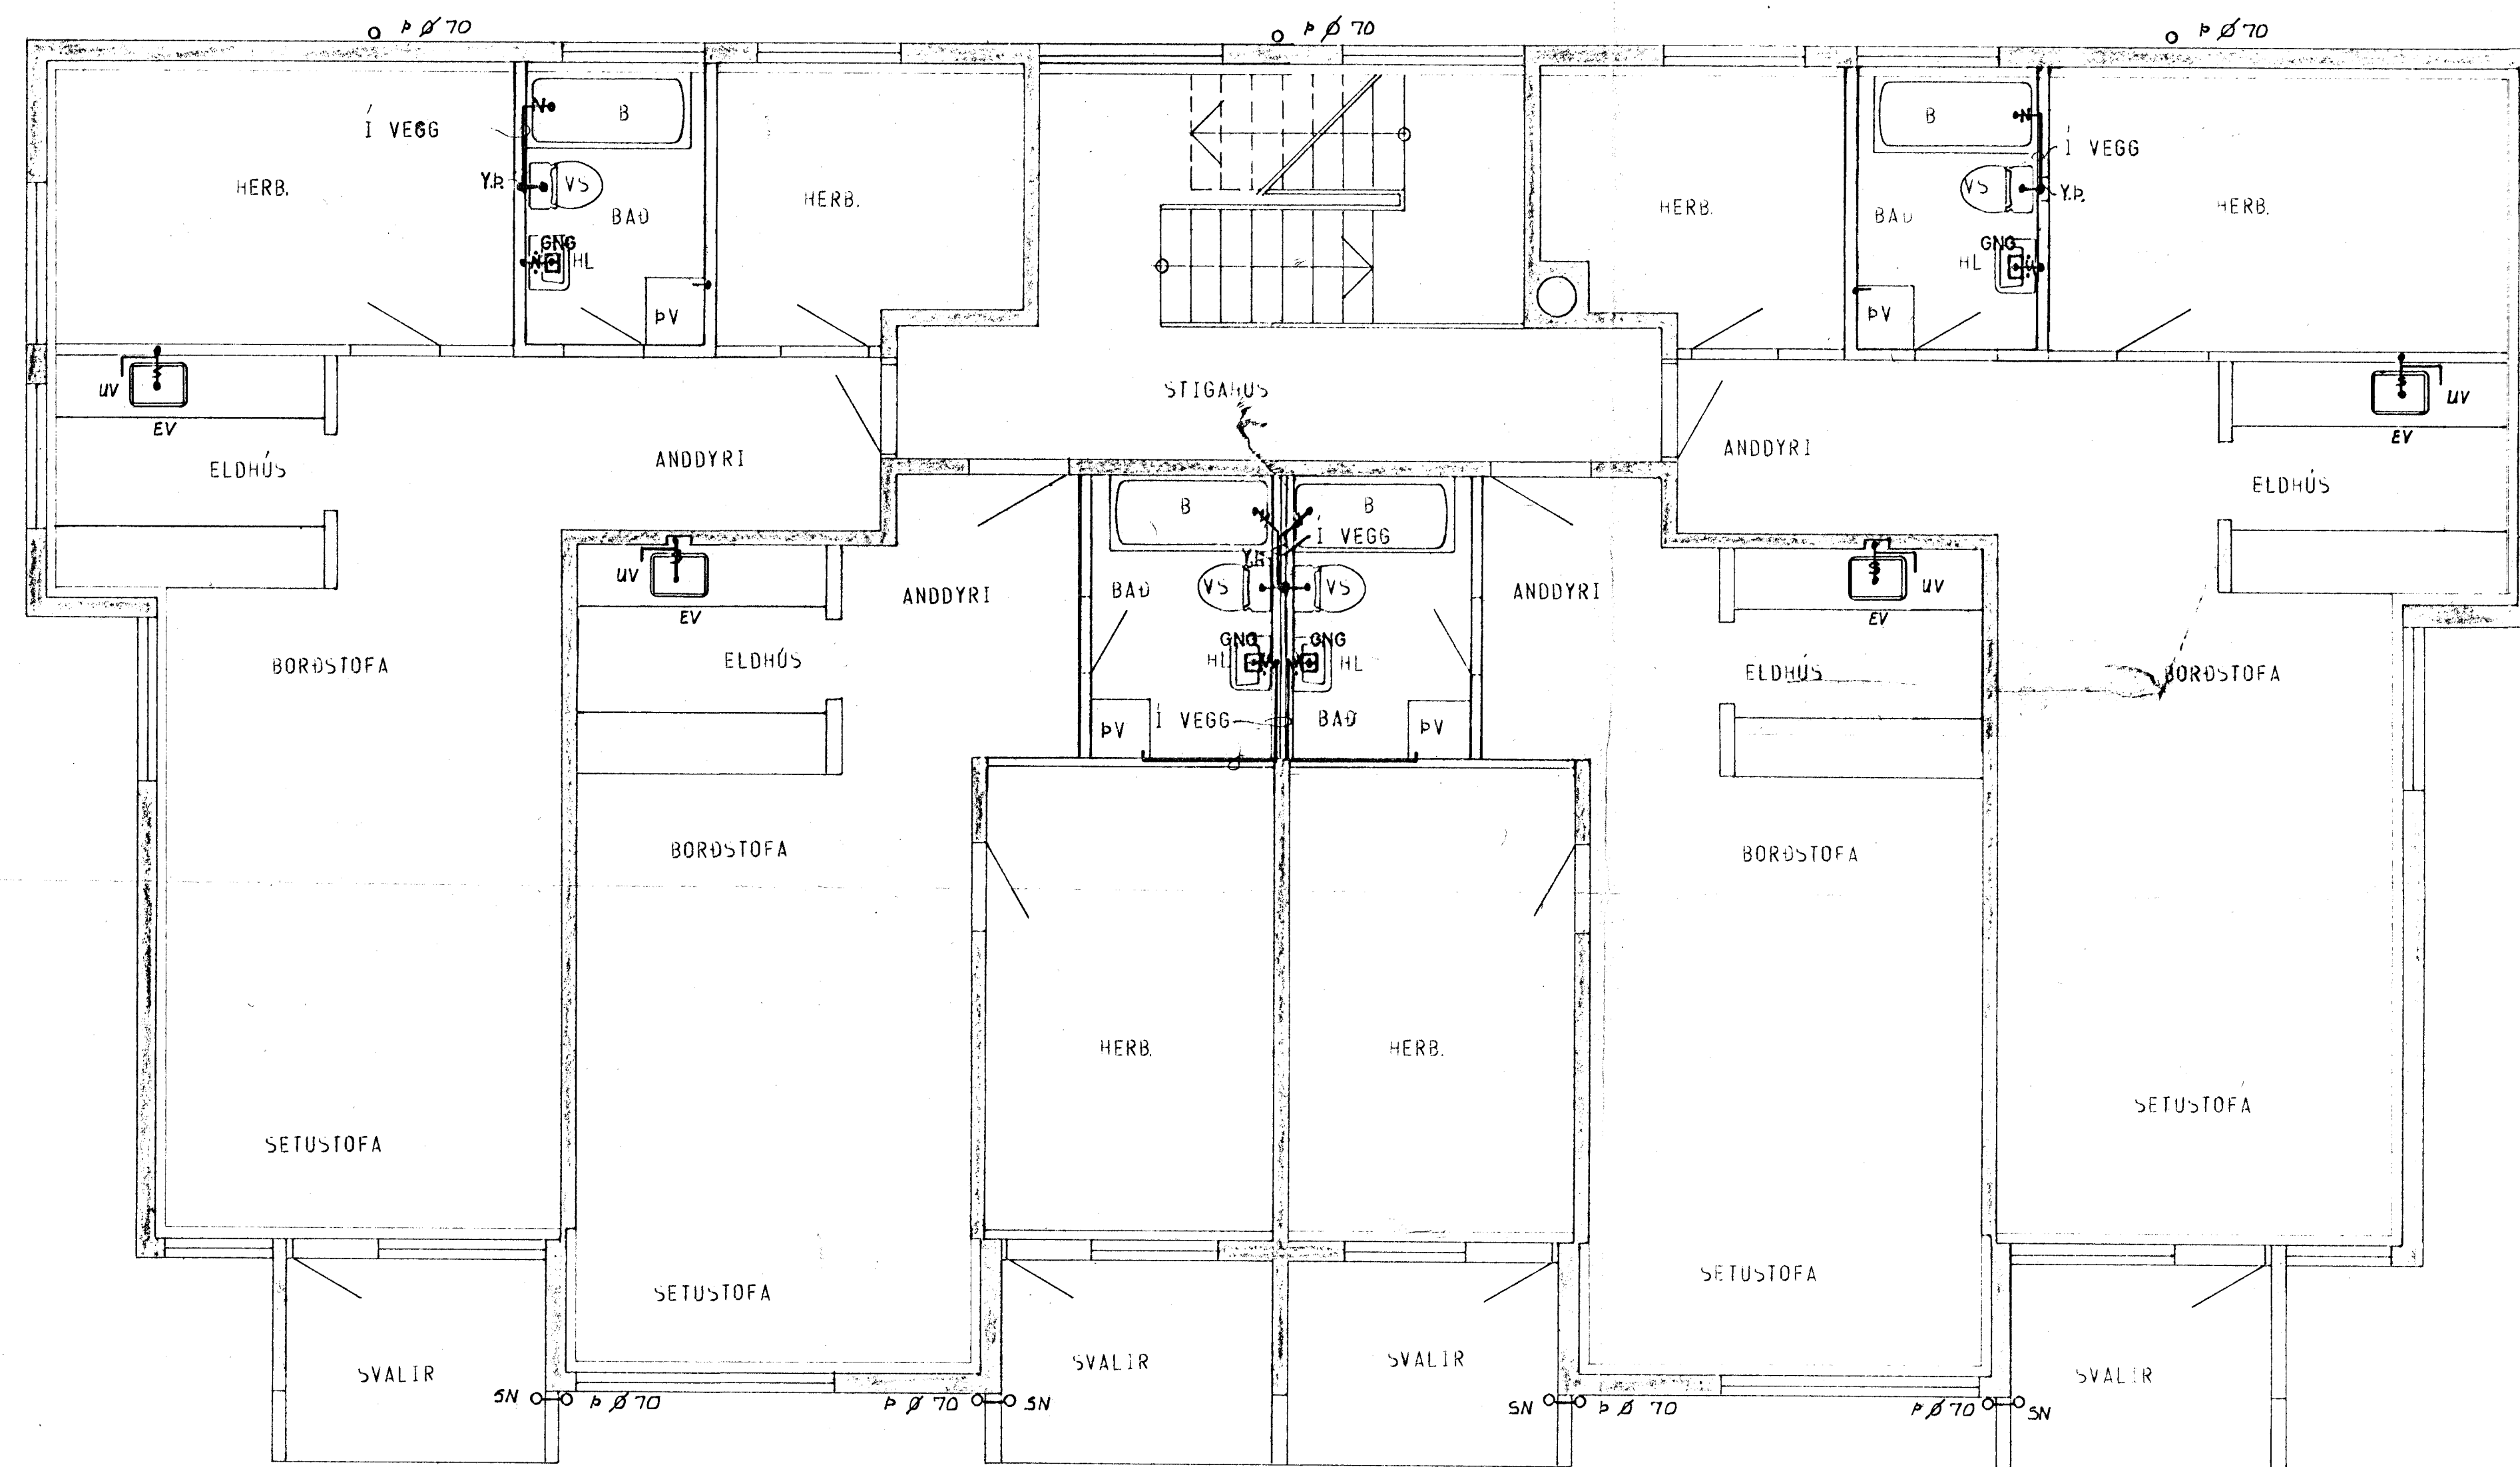 Þ Ø 70
Þ Ø 70
Þ Ø 70
Í VEGG
B
B
Í VEGG
HERB.
Y.Þ.
VS
BAÐ
HERB.
HERB.
BAÐ
VS
Y.Þ.
HERB.
GNG
HL
GNG
HL
ÞV
ÞV
UV
EV
STIGAHUS
UV
EV
ELDHÚS
ANDDYRI
ANDDYRI
ELDHÚS
B
B
Í VEGG
Y.Þ.
UV
EV
ANDDYRI
BAÐ
VS
VS
ANDDYRI
UV
EV
GNG
GNG
HL
HL
BORÐSTOFA
ELDHÚS
ELDHÚS
BORÐSTOFA
ÞV
Í VEGG
BAÐ
ÞV
BORÐSTOFA
BORÐSTOFA
HERB.
HERB.
SETUSTOFA
SETUSTOFA
SETUSTOFA
SETUSTOFA
SVALIR
SVALIR
SVALIR
SVALIR
SN
Þ Ø 70
Þ Ø 70
SN
SN
Þ Ø 70
Þ Ø 70
SN